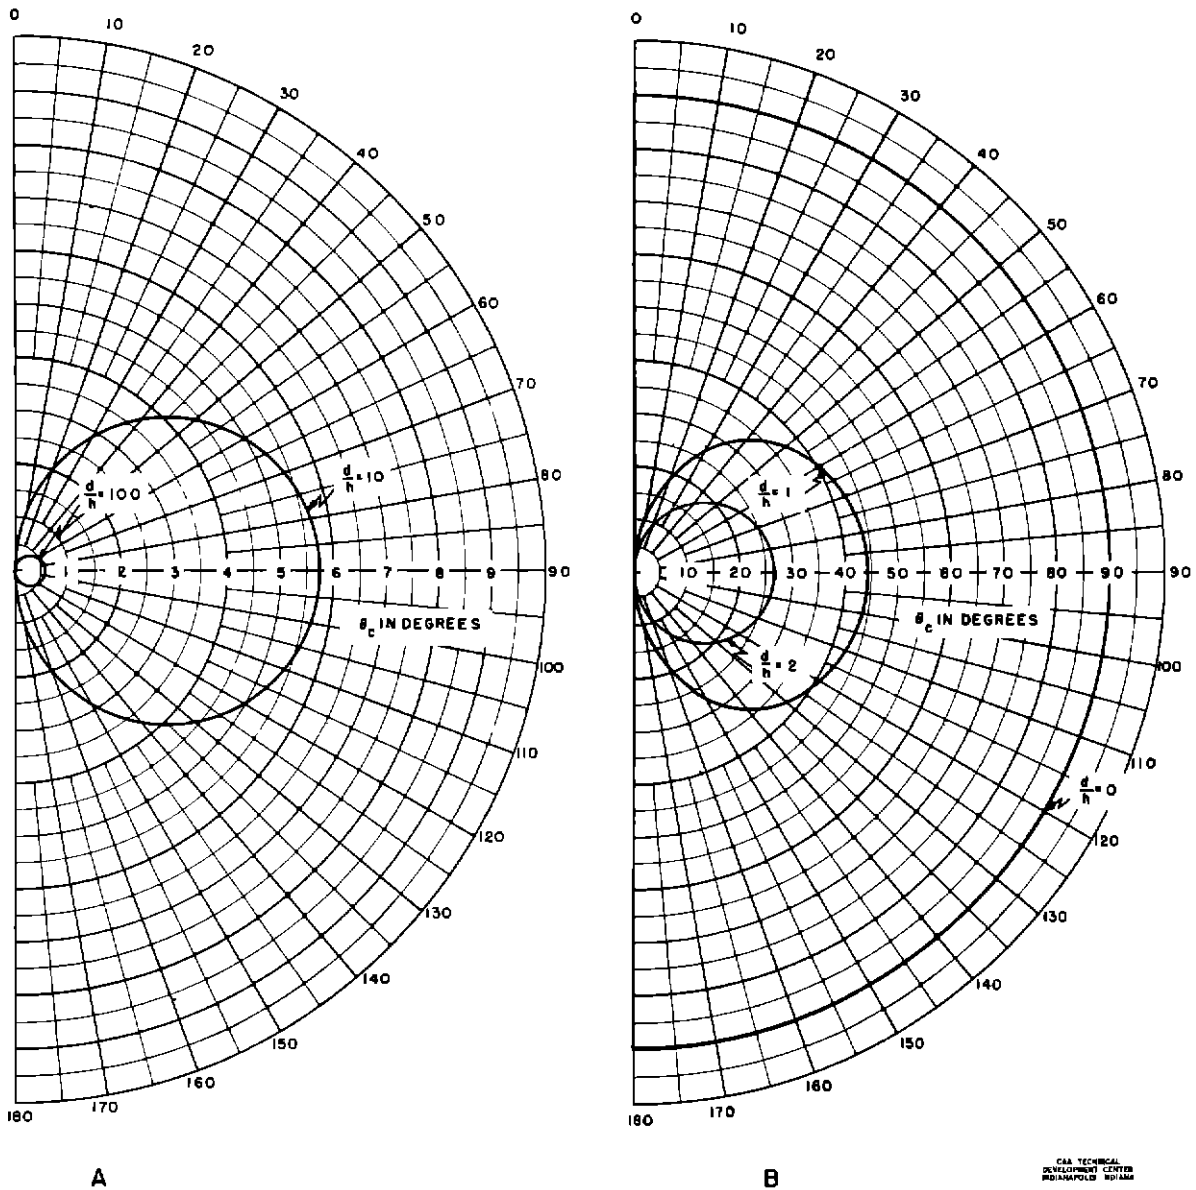 0
10
20
30
40
50
60
70
80
90
100
110
120
130
140
150
160
170
180
d/h = 100
d/h = 10
1 2 3 4 5 6 7 8 9
θc IN DEGREES
A
0
10
20
30
40
50
60
70
80
90
100
110
120
130
140
150
160
170
180
d/h = 1
10 20 30 40 50 60 70 80 90
θc IN DEGREES
d/h = 2
d/h = 0
B
CAA TECHNICAL
DEVELOPMENT CENTER
INDIANAPOLIS INDIANA